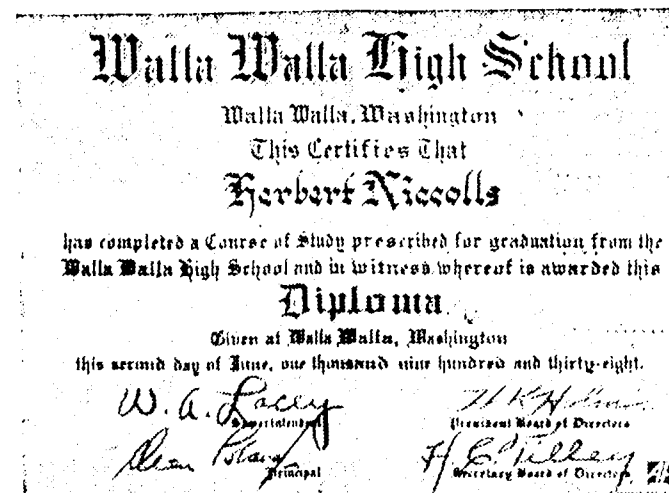 Walla Walla High School
Walla Walla, Washington
This Certifies That
Herbert Niccolls
has completed a Course of Study prescribed for graduation from the
Walla Walla High School and in witness whereof is awarded this
Diploma
Given at Walla Walla, Washington
this second day of June, one thousand nine hundred and thirty-eight.
W. A. Lacey
Superintendent
President Board of Directors
Principal
Secretary Board of Directors